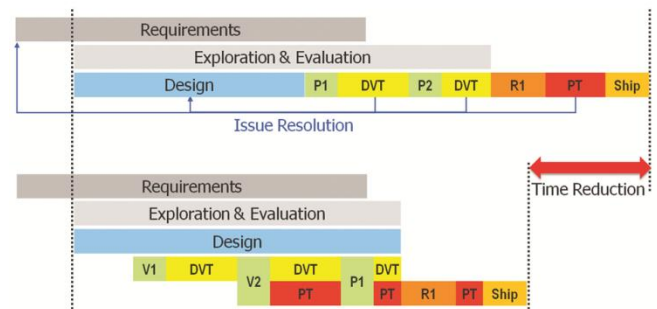 Requirements
Exploration & Evaluation
Design P1 DVT P2 DVT R1 PT Ship
Issue Resolution
Time Reduction
Requirements
Exploration & Evaluation
Design
V1 DVT V2 DVT P1 DVT
PT PT R1 PT Ship